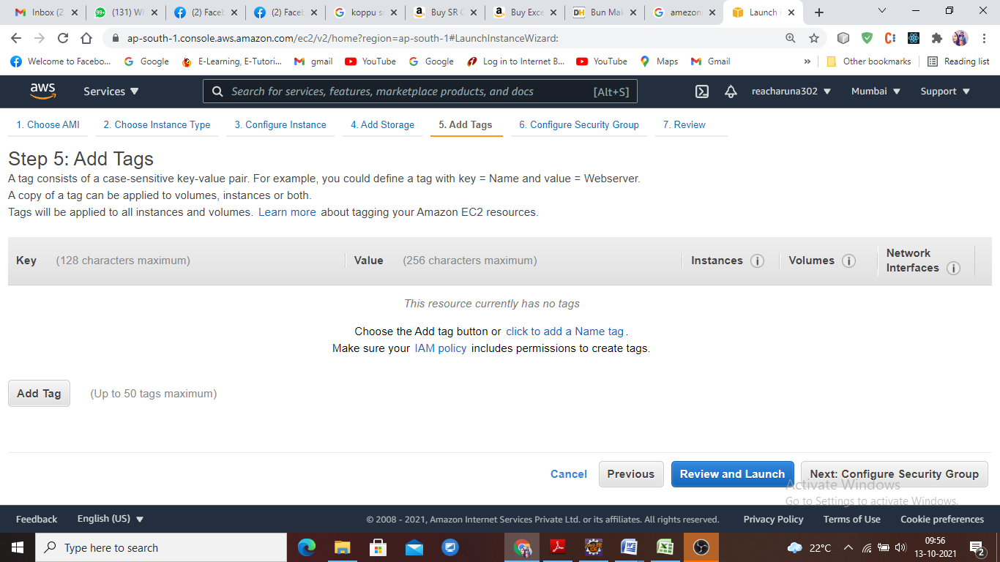 Inbox (2
(131) W
(2) Faceb
(2) Faceb
koppu s
Buy SR C
Buy Exce
DH Bun Mak
amezon
Launch
ap-south-1.console.aws.amazon.com/ec2/v2/home?region=ap-south-1#LaunchInstanceWizard:
Welcome to Facebo...
Google
E-Learning, E-Tutori...
gmail
YouTube
Google
Log in to Internet B...
YouTube
Maps
Gmail
»
Other bookmarks
Reading list
aws
Services
Search for services, features, marketplace products, and docs
[Alt+S]
reacharuna302
Mumbai
Support
1. Choose AMI
2. Choose Instance Type
3. Configure Instance
4. Add Storage
5. Add Tags
6. Configure Security Group
7. Review
Step 5: Add Tags
A tag consists of a case-sensitive key-value pair. For example, you could define a tag with key = Name and value = Webserver.
A copy of a tag can be applied to volumes, instances or both.
Tags will be applied to all instances and volumes. Learn more about tagging your Amazon EC2 resources.
Key (128 characters maximum)
Value (256 characters maximum)
Instances
Volumes
Network
Interfaces
This resource currently has no tags
Choose the Add tag button or click to add a Name tag.
Make sure your IAM policy includes permissions to create tags.
Add Tag
(Up to 50 tags maximum)
Cancel
Previous
Review and Launch
Next: Configure Security Group
Activate Windows
Go to Settings to activate Windows.
Feedback
English (US)
© 2008 - 2021, Amazon Internet Services Private Ltd. or its affiliates. All rights reserved.
Privacy Policy
Terms of Use
Cookie preferences
Type here to search
22°C
09:56
13-10-2021
2